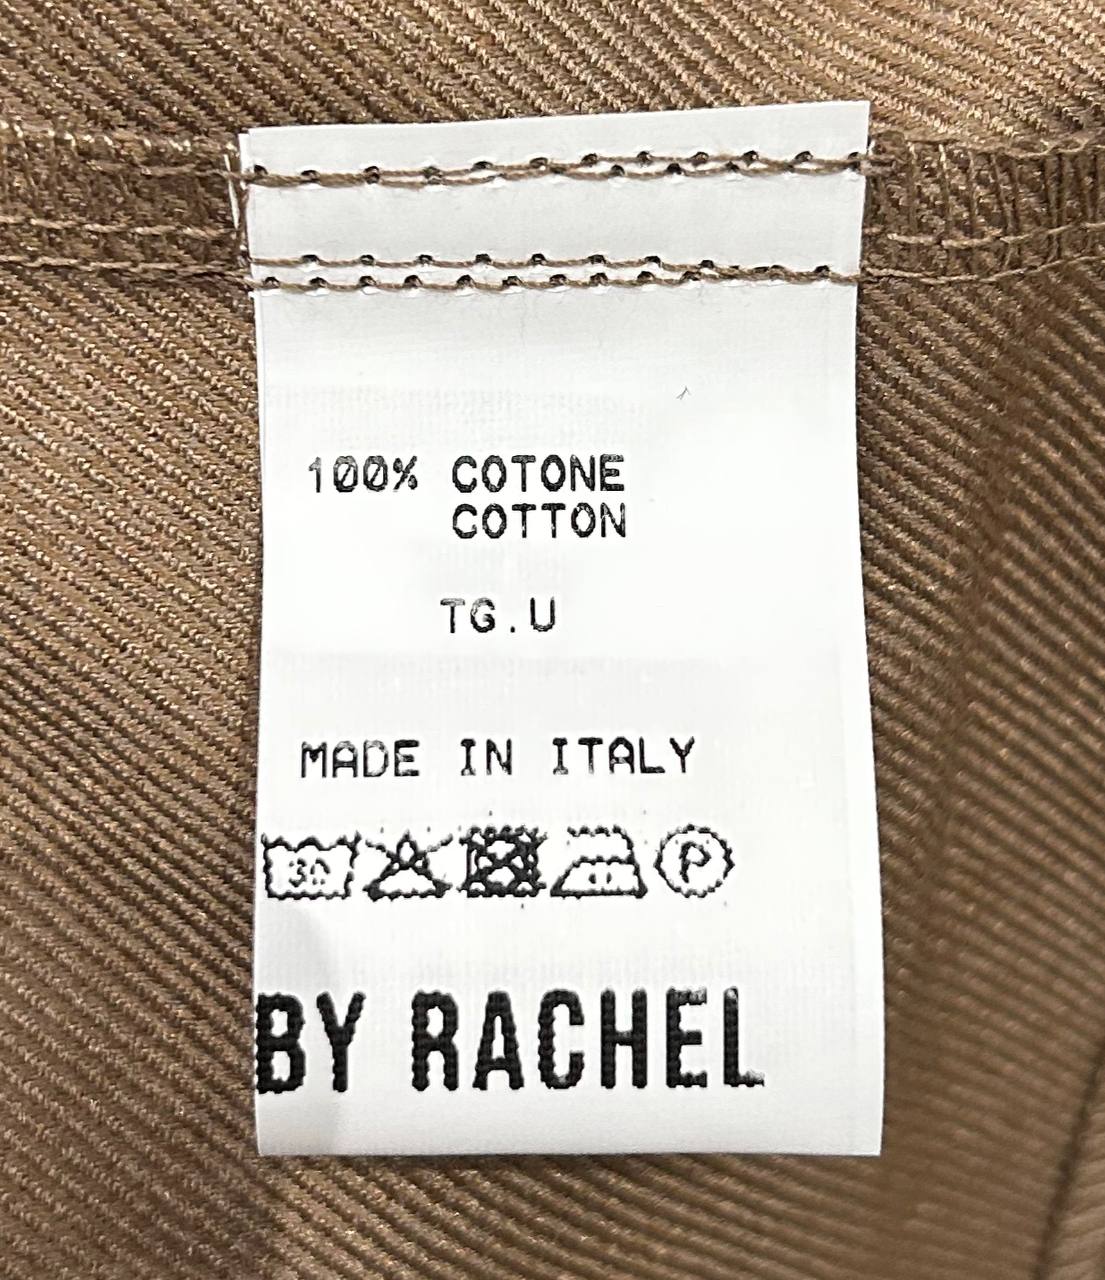 100% COTONE
COTTON
TG.U
MADE IN ITALY
30 P
BY RACHEL